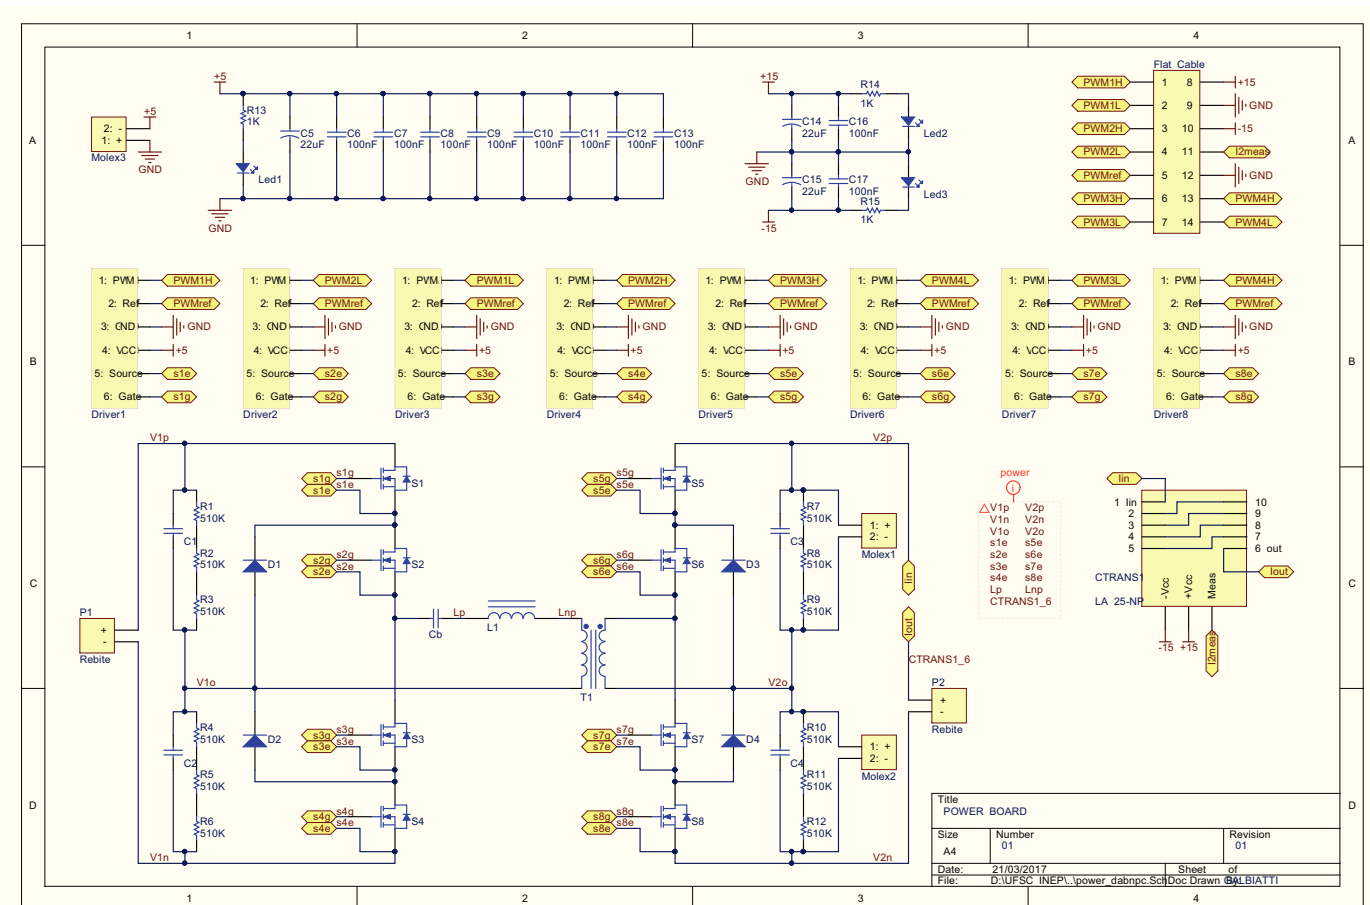 1 2 3 4
A A
B B
C C
D D
+5
2: -
1: +
Molex3
GND
+5
R13
1K
Led1
GND
C5
22uF
C6
100nF
C7
100nF
C8
100nF
C9
100nF
C10
100nF
C11
100nF
C12
100nF
C13
100nF
+15
R14
1K
C14
22uF
C16
100nF
Led2
GND
C15
22uF
C17
100nF
Led3
R15
1K
-15
Flat Cable
PWM1H 1 8 +15
PWM1L 2 9 GND
PWM2H 3 10 -15
PWM2L 4 11 I2meas
PWMref 5 12 GND
PWM3H 6 13 PWM4H
PWM3L 7 14 PWM4L
1: PWM PWM1H
2: Ref PWMref
3: GND GND
4: VCC +5
5: Source s1e
6: Gate s1g
Driver1
1: PWM PWM2L
2: Ref PWMref
3: GND GND
4: VCC +5
5: Source s2e
6: Gate s2g
Driver2
1: PWM PWM1L
2: Ref PWMref
3: GND GND
4: VCC +5
5: Source s3e
6: Gate s3g
Driver3
1: PWM PWM2H
2: Ref PWMref
3: GND GND
4: VCC +5
5: Source s4e
6: Gate s4g
Driver4
1: PWM PWM3H
2: Ref PWMref
3: GND GND
4: VCC +5
5: Source s5e
6: Gate s5g
Driver5
1: PWM PWM4L
2: Ref PWMref
3: GND GND
4: VCC +5
5: Source s6e
6: Gate s6g
Driver6
1: PWM PWM3L
2: Ref PWMref
3: GND GND
4: VCC +5
5: Source s7e
6: Gate s7g
Driver7
1: PWM PWM4H
2: Ref PWMref
3: GND GND
4: VCC +5
5: Source s8e
6: Gate s8g
Driver8
V1p
R1
510K
C1
R2
510K
R3
510K
P1
+
-
Rebite
V1o
R4
510K
C2
R5
510K
R6
510K
V1n
D1
D2
s1g s1g
s1e s1e
S1
s2g s2g
s2e s2e
S2
s3g s3g
s3e s3e
S3
s4g s4g
s4e s4e
S4
Cb
Lp
L1
Lnp
T1
V2p
s5g s5g
s5e s5e
S5
s6g s6g
s6e s6e
S6
s7g s7g
s7e s7e
S7
s8g s8g
s8e s8e
S8
D3
D4
R7
510K
C3
R8
510K
R9
510K
1: +
2: -
Molex1
Iin
Iout
CTRANS1_6
V2o
P2
+
-
Rebite
R10
510K
C4
R11
510K
R12
510K
1: +
2: -
Molex2
V2n
power
i
V1p V2p
V1n V2n
V1o V2o
s1e s5e
s2e s6e
s3e s7e
s4e s8e
Lp Lnp
CTRANS1_6
Iin
1 Iin 10
2 9
3 8
4 7
5 6 out
Iout
CTRANS1
LA 25-NP
-Vcc
+Vcc
Meas
-15 +15
I2meas
Title
POWER BOARD
Size Number Revision
A4 01 01
Date: 21/03/2017 Sheet of
File: D:\UFSC INEP\..\power_dabnpc.SchDoc Drawn By: BALBIATTI
1 2 3 4